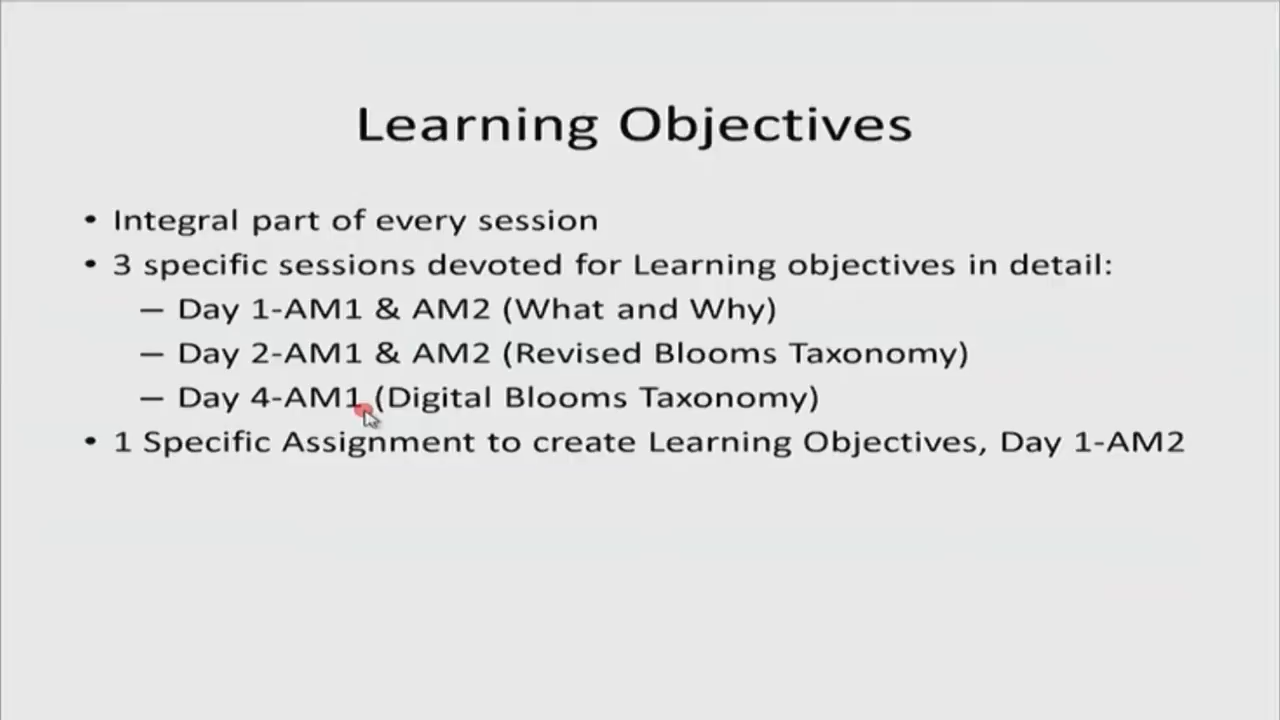 Learning Objectives
• Integral part of every session
• 3 specific sessions devoted for Learning objectives in detail:
– Day 1-AM1 & AM2 (What and Why)
– Day 2-AM1 & AM2 (Revised Blooms Taxonomy)
– Day 4-AM1 (Digital Blooms Taxonomy)
• 1 Specific Assignment to create Learning Objectives, Day 1-AM2